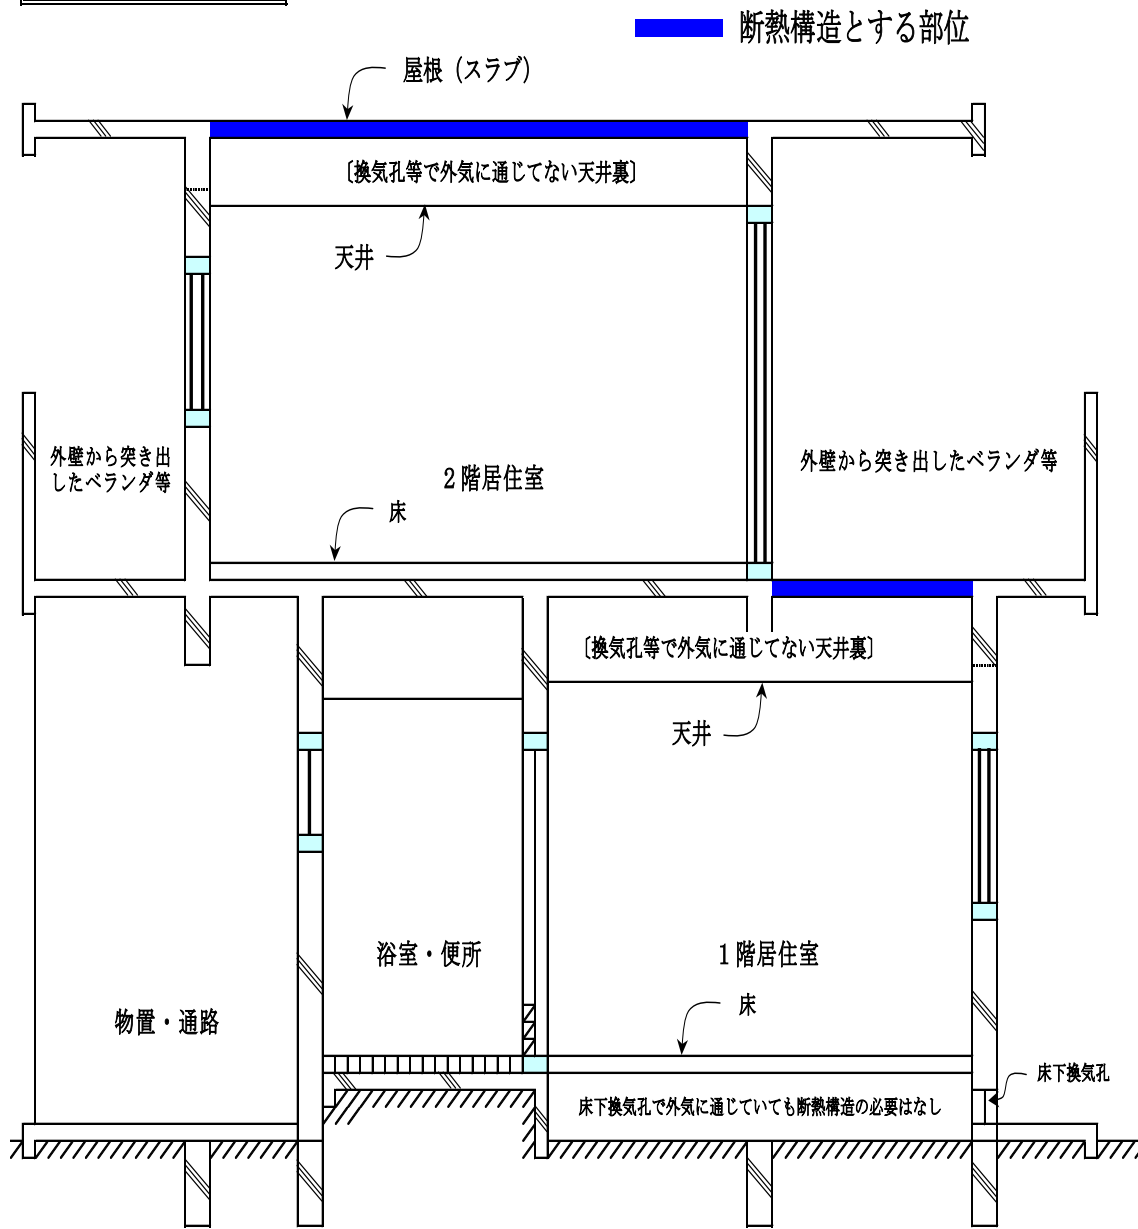 断熱構造とする部位
屋根（スラブ）
〔換気孔等で外気に通じてない天井裏〕
天井
外壁から突き出
したベランダ等
２階居住室
外壁から突き出したベランダ等
床
〔換気孔等で外気に通じてない天井裏〕
天井
浴室・便所
１階居住室
床
物置・通路
床下換気孔
床下換気孔で外気に通じていても断熱構造の必要はなし